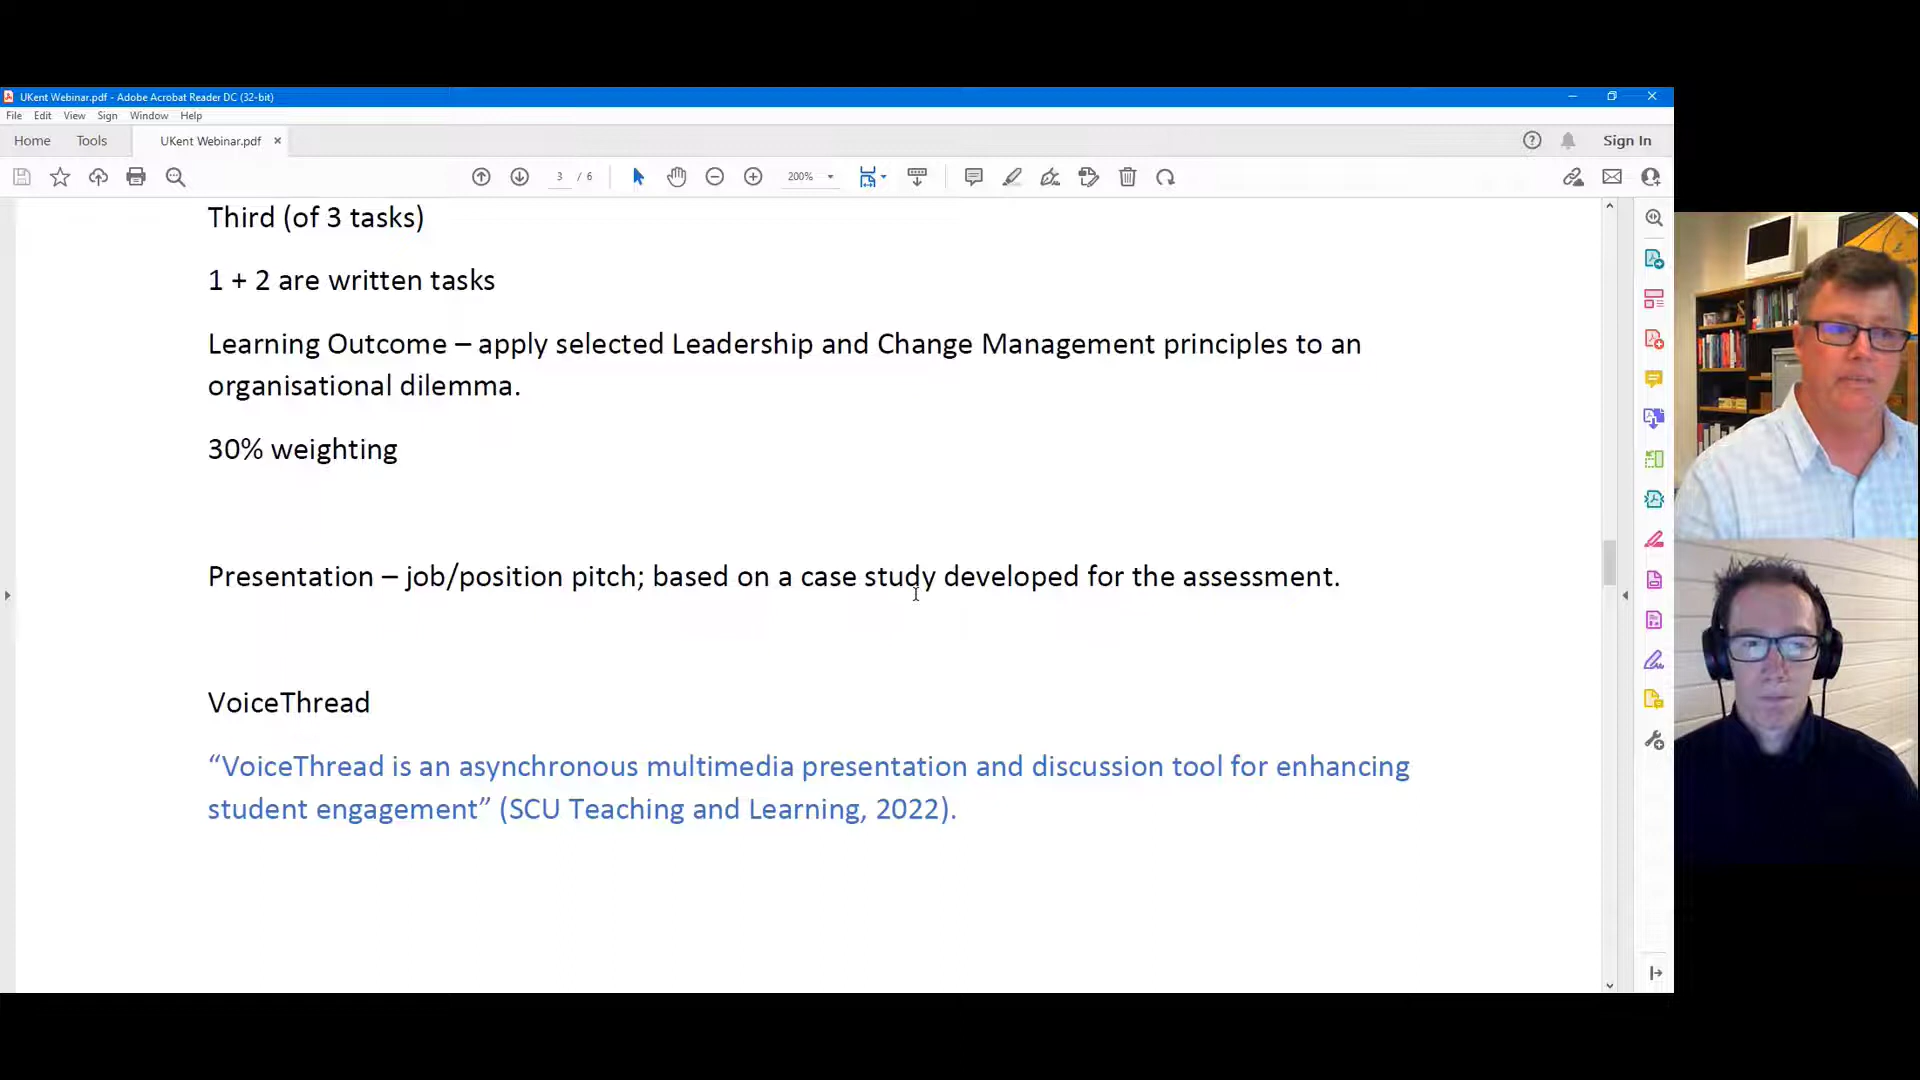 UKent Webinar.pdf - Adobe Acrobat Reader DC (32-bit)
File Edit View Sign Window Help
Home Tools UKent Webinar.pdf × Sign In
3 / 6 200%
Third (of 3 tasks)
1 + 2 are written tasks
Learning Outcome – apply selected Leadership and Change Management principles to an
organisational dilemma.
30% weighting
Presentation – job/position pitch; based on a case study developed for the assessment.
VoiceThread
“VoiceThread is an asynchronous multimedia presentation and discussion tool for enhancing
student engagement” (SCU Teaching and Learning, 2022).